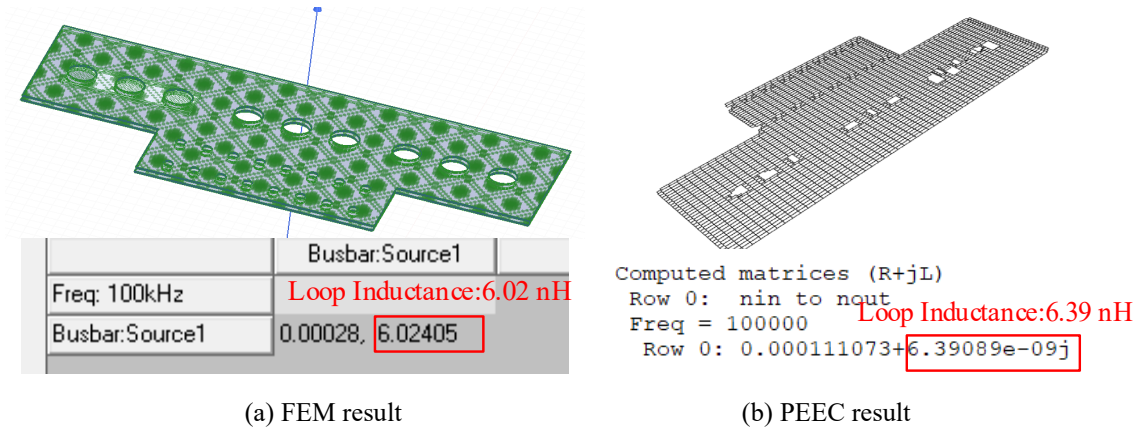 Busbar:Source1
Freq: 100kHz
Loop Inductance:6.02 nH
Busbar:Source1
0.00028, 6.02405
Computed matrices (R+jL)
Row 0: nin to nout
Freq = 100000
Loop Inductance:6.39 nH
Row 0: 0.000111073+6.39089e-09j
(a) FEM result
(b) PEEC result